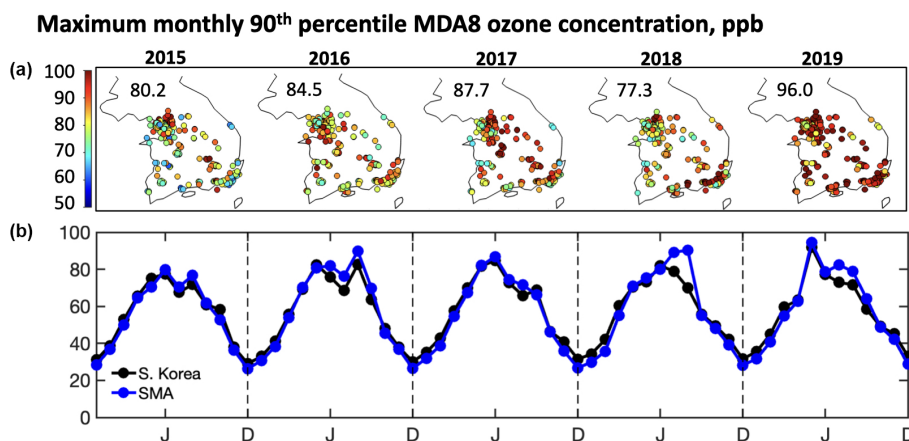 Maximum monthly 90th percentile MDA8 ozone concentration, ppb
2015 2016 2017 2018 2019
(a)
100
90
80
70
60
50
80.2 84.5 87.7 77.3 96.0
(b)
100
80
60
40
20
0
S. Korea
SMA
J D J D J D J D J D